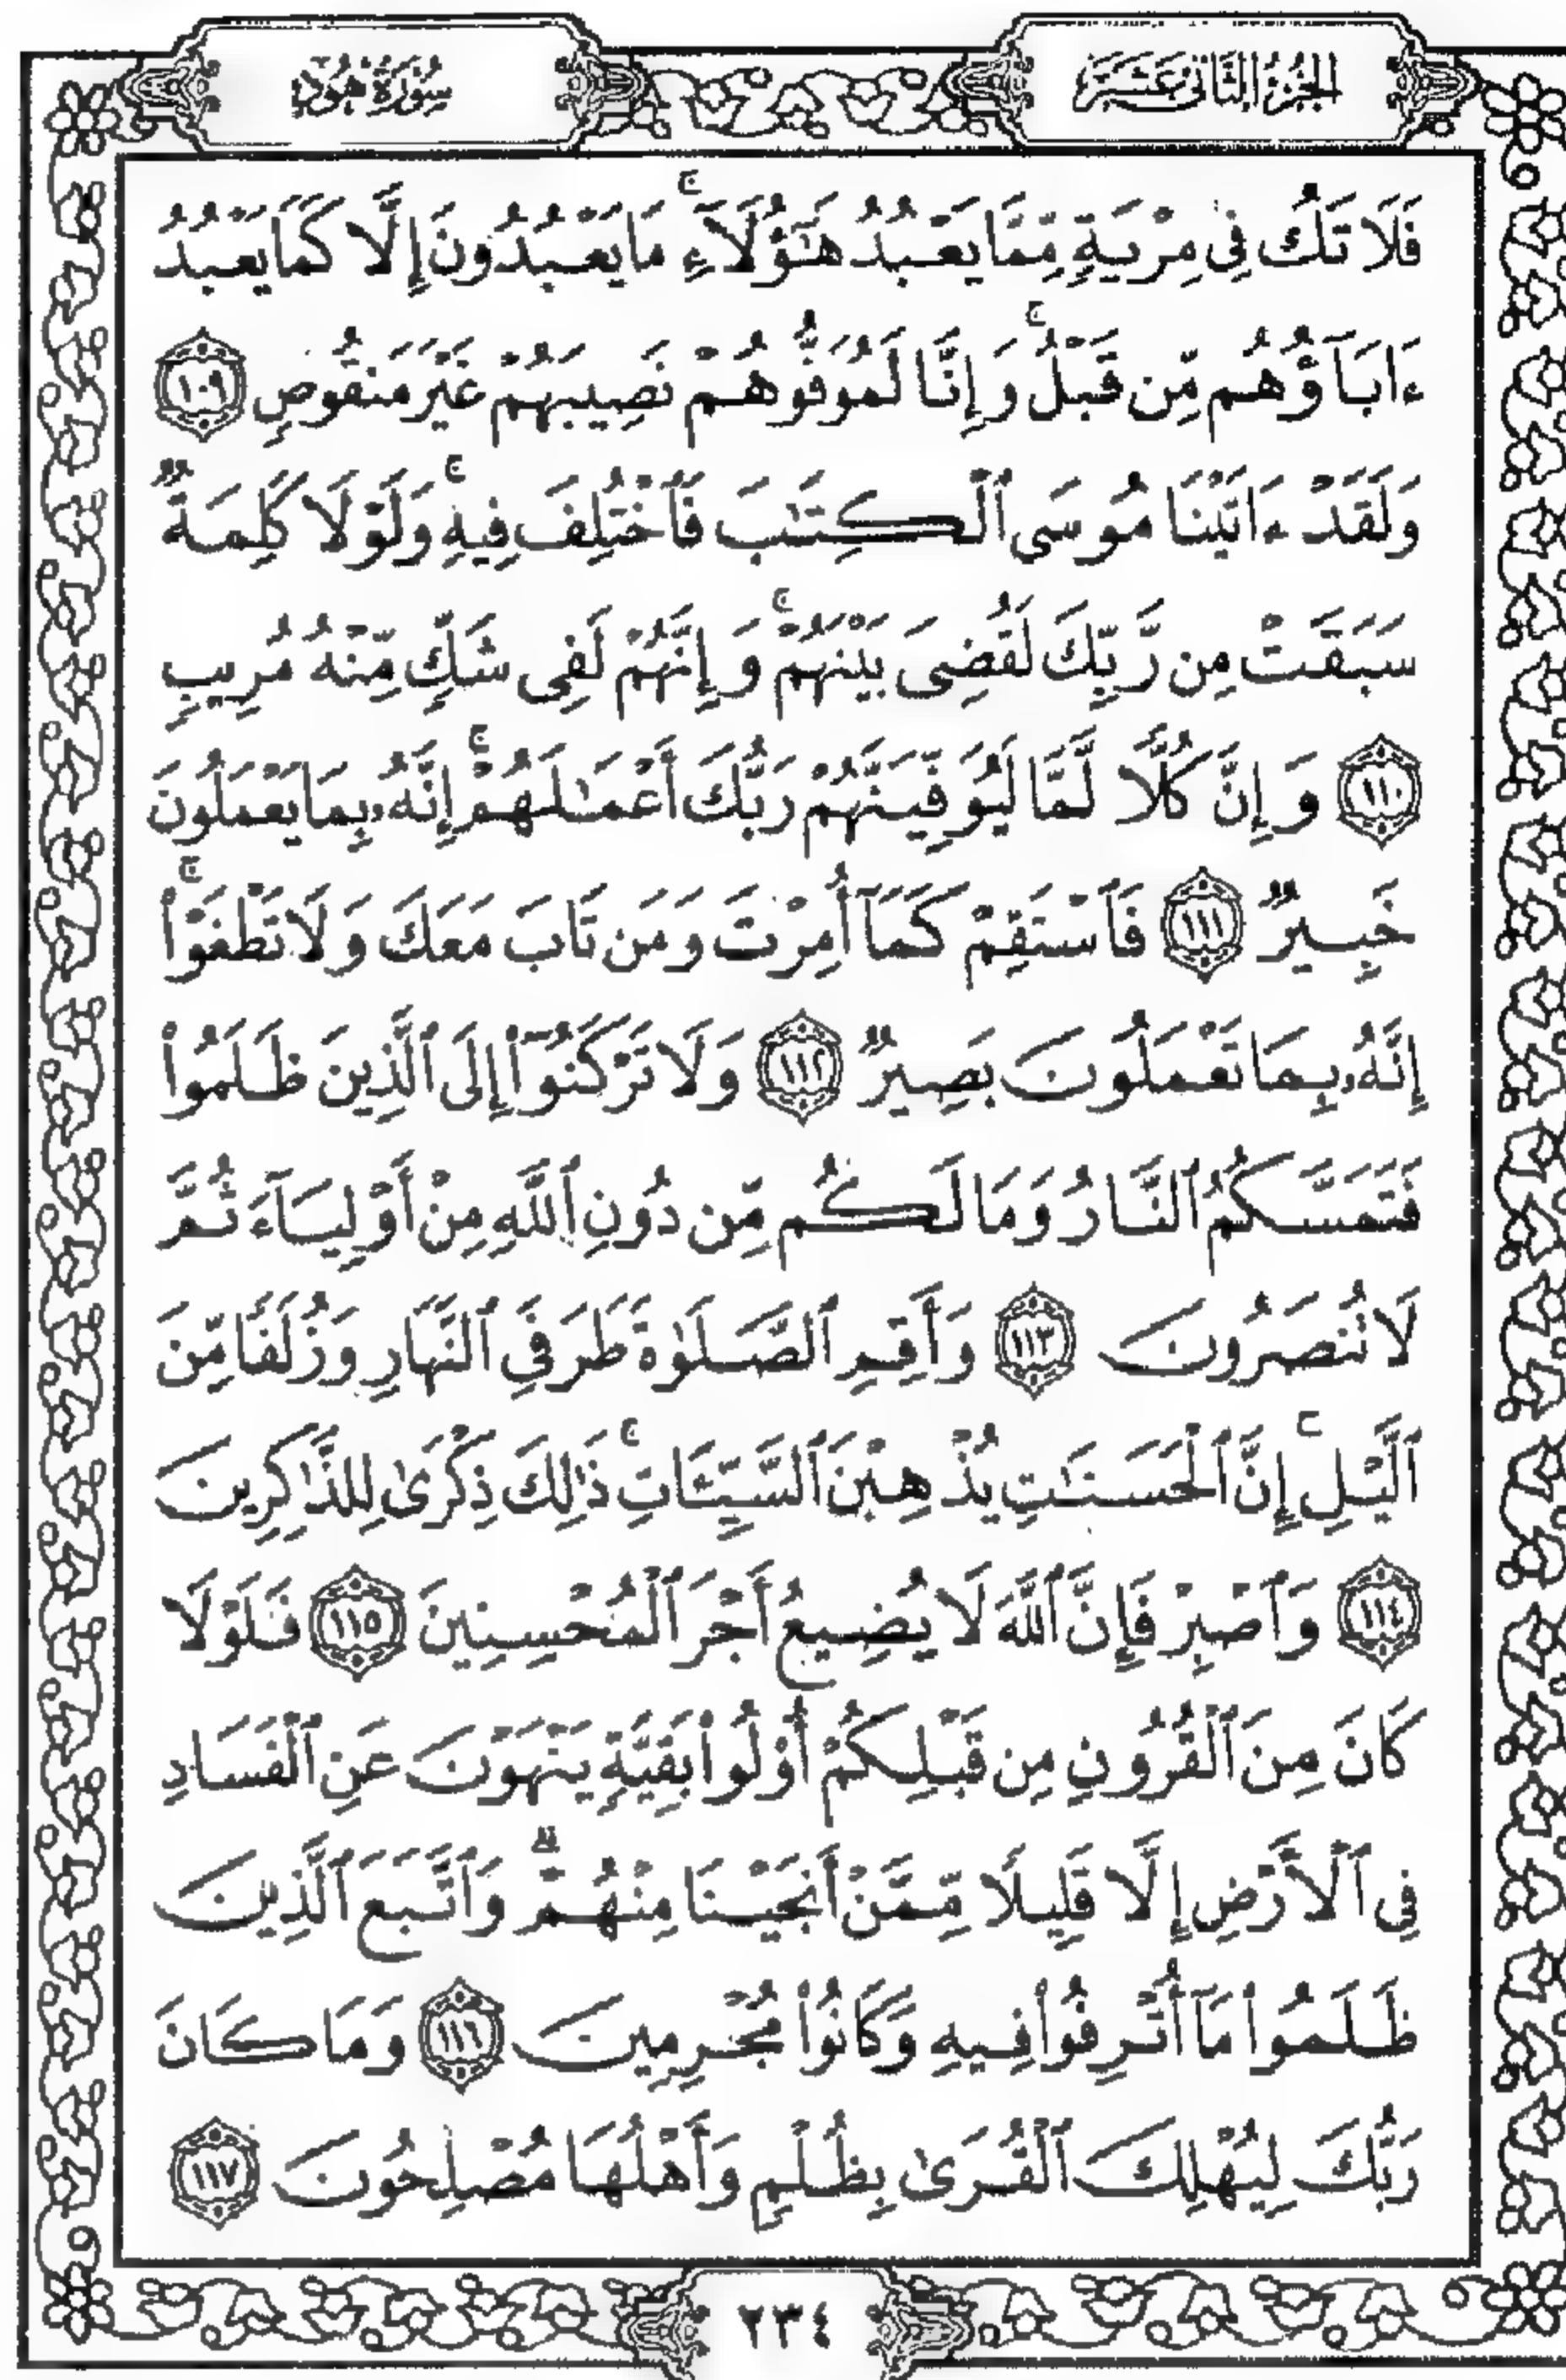 الجزء الثاني عشر
سورة هود
فَلَا تَكُ فِي مِرْيَةٍ مِّمَّا يَعْبُدُ هَٰٓؤُلَآءِ ۚ مَا يَعْبُدُونَ إِلَّا كَمَا يَعْبُدُ
ءَابَآؤُهُم مِّن قَبْلُ ۚ وَإِنَّا لَمُوَفُّوهُمْ نَصِيبَهُمْ غَيْرَ مَنقُوصٍ ١٠٩
وَلَقَدْ ءَاتَيْنَا مُوسَى ٱلْكِتَٰبَ فَٱخْتُلِفَ فِيهِ ۚ وَلَوْلَا كَلِمَةٌ
سَبَقَتْ مِن رَّبِّكَ لَقُضِىَ بَيْنَهُمْ ۚ وَإِنَّهُمْ لَفِى شَكٍّ مِّنْهُ مُرِيبٍ
١١٠ وَإِنَّ كُلًّا لَّمَّا لَيُوَفِّيَنَّهُمْ رَبُّكَ أَعْمَٰلَهُمْ ۚ إِنَّهُۥ بِمَا يَعْمَلُونَ
خَبِيرٌ ١١١ فَٱسْتَقِمْ كَمَآ أُمِرْتَ وَمَن تَابَ مَعَكَ وَلَا تَطْغَوْا۟ ۚ
إِنَّهُۥ بِمَا تَعْمَلُونَ بَصِيرٌ ١١٢ وَلَا تَرْكَنُوٓا۟ إِلَى ٱلَّذِينَ ظَلَمُوا۟
فَتَمَسَّكُمُ ٱلنَّارُ وَمَا لَكُم مِّن دُونِ ٱللَّهِ مِنْ أَوْلِيَآءَ ثُمَّ
لَا تُنصَرُونَ ١١٣ وَأَقِمِ ٱلصَّلَوٰةَ طَرَفَىِ ٱلنَّهَارِ وَزُلَفًا مِّنَ
ٱلَّيْلِ ۚ إِنَّ ٱلْحَسَنَٰتِ يُذْهِبْنَ ٱلسَّيِّـَٔاتِ ۚ ذَٰلِكَ ذِكْرَىٰ لِلذَّٰكِرِينَ
١١٤ وَٱصْبِرْ فَإِنَّ ٱللَّهَ لَا يُضِيعُ أَجْرَ ٱلْمُحْسِنِينَ ١١٥ فَلَوْلَا
كَانَ مِنَ ٱلْقُرُونِ مِن قَبْلِكُمْ أُو۟لُوا۟ بَقِيَّةٍ يَنْهَوْنَ عَنِ ٱلْفَسَادِ
فِى ٱلْأَرْضِ إِلَّا قَلِيلًا مِّمَّنْ أَنجَيْنَا مِنْهُمْ ۗ وَٱتَّبَعَ ٱلَّذِينَ
ظَلَمُوا۟ مَآ أُتْرِفُوا۟ فِيهِ وَكَانُوا۟ مُجْرِمِينَ ١١٦ وَمَا كَانَ
رَبُّكَ لِيُهْلِكَ ٱلْقُرَىٰ بِظُلْمٍ وَأَهْلُهَا مُصْلِحُونَ ١١٧
٢٣٤